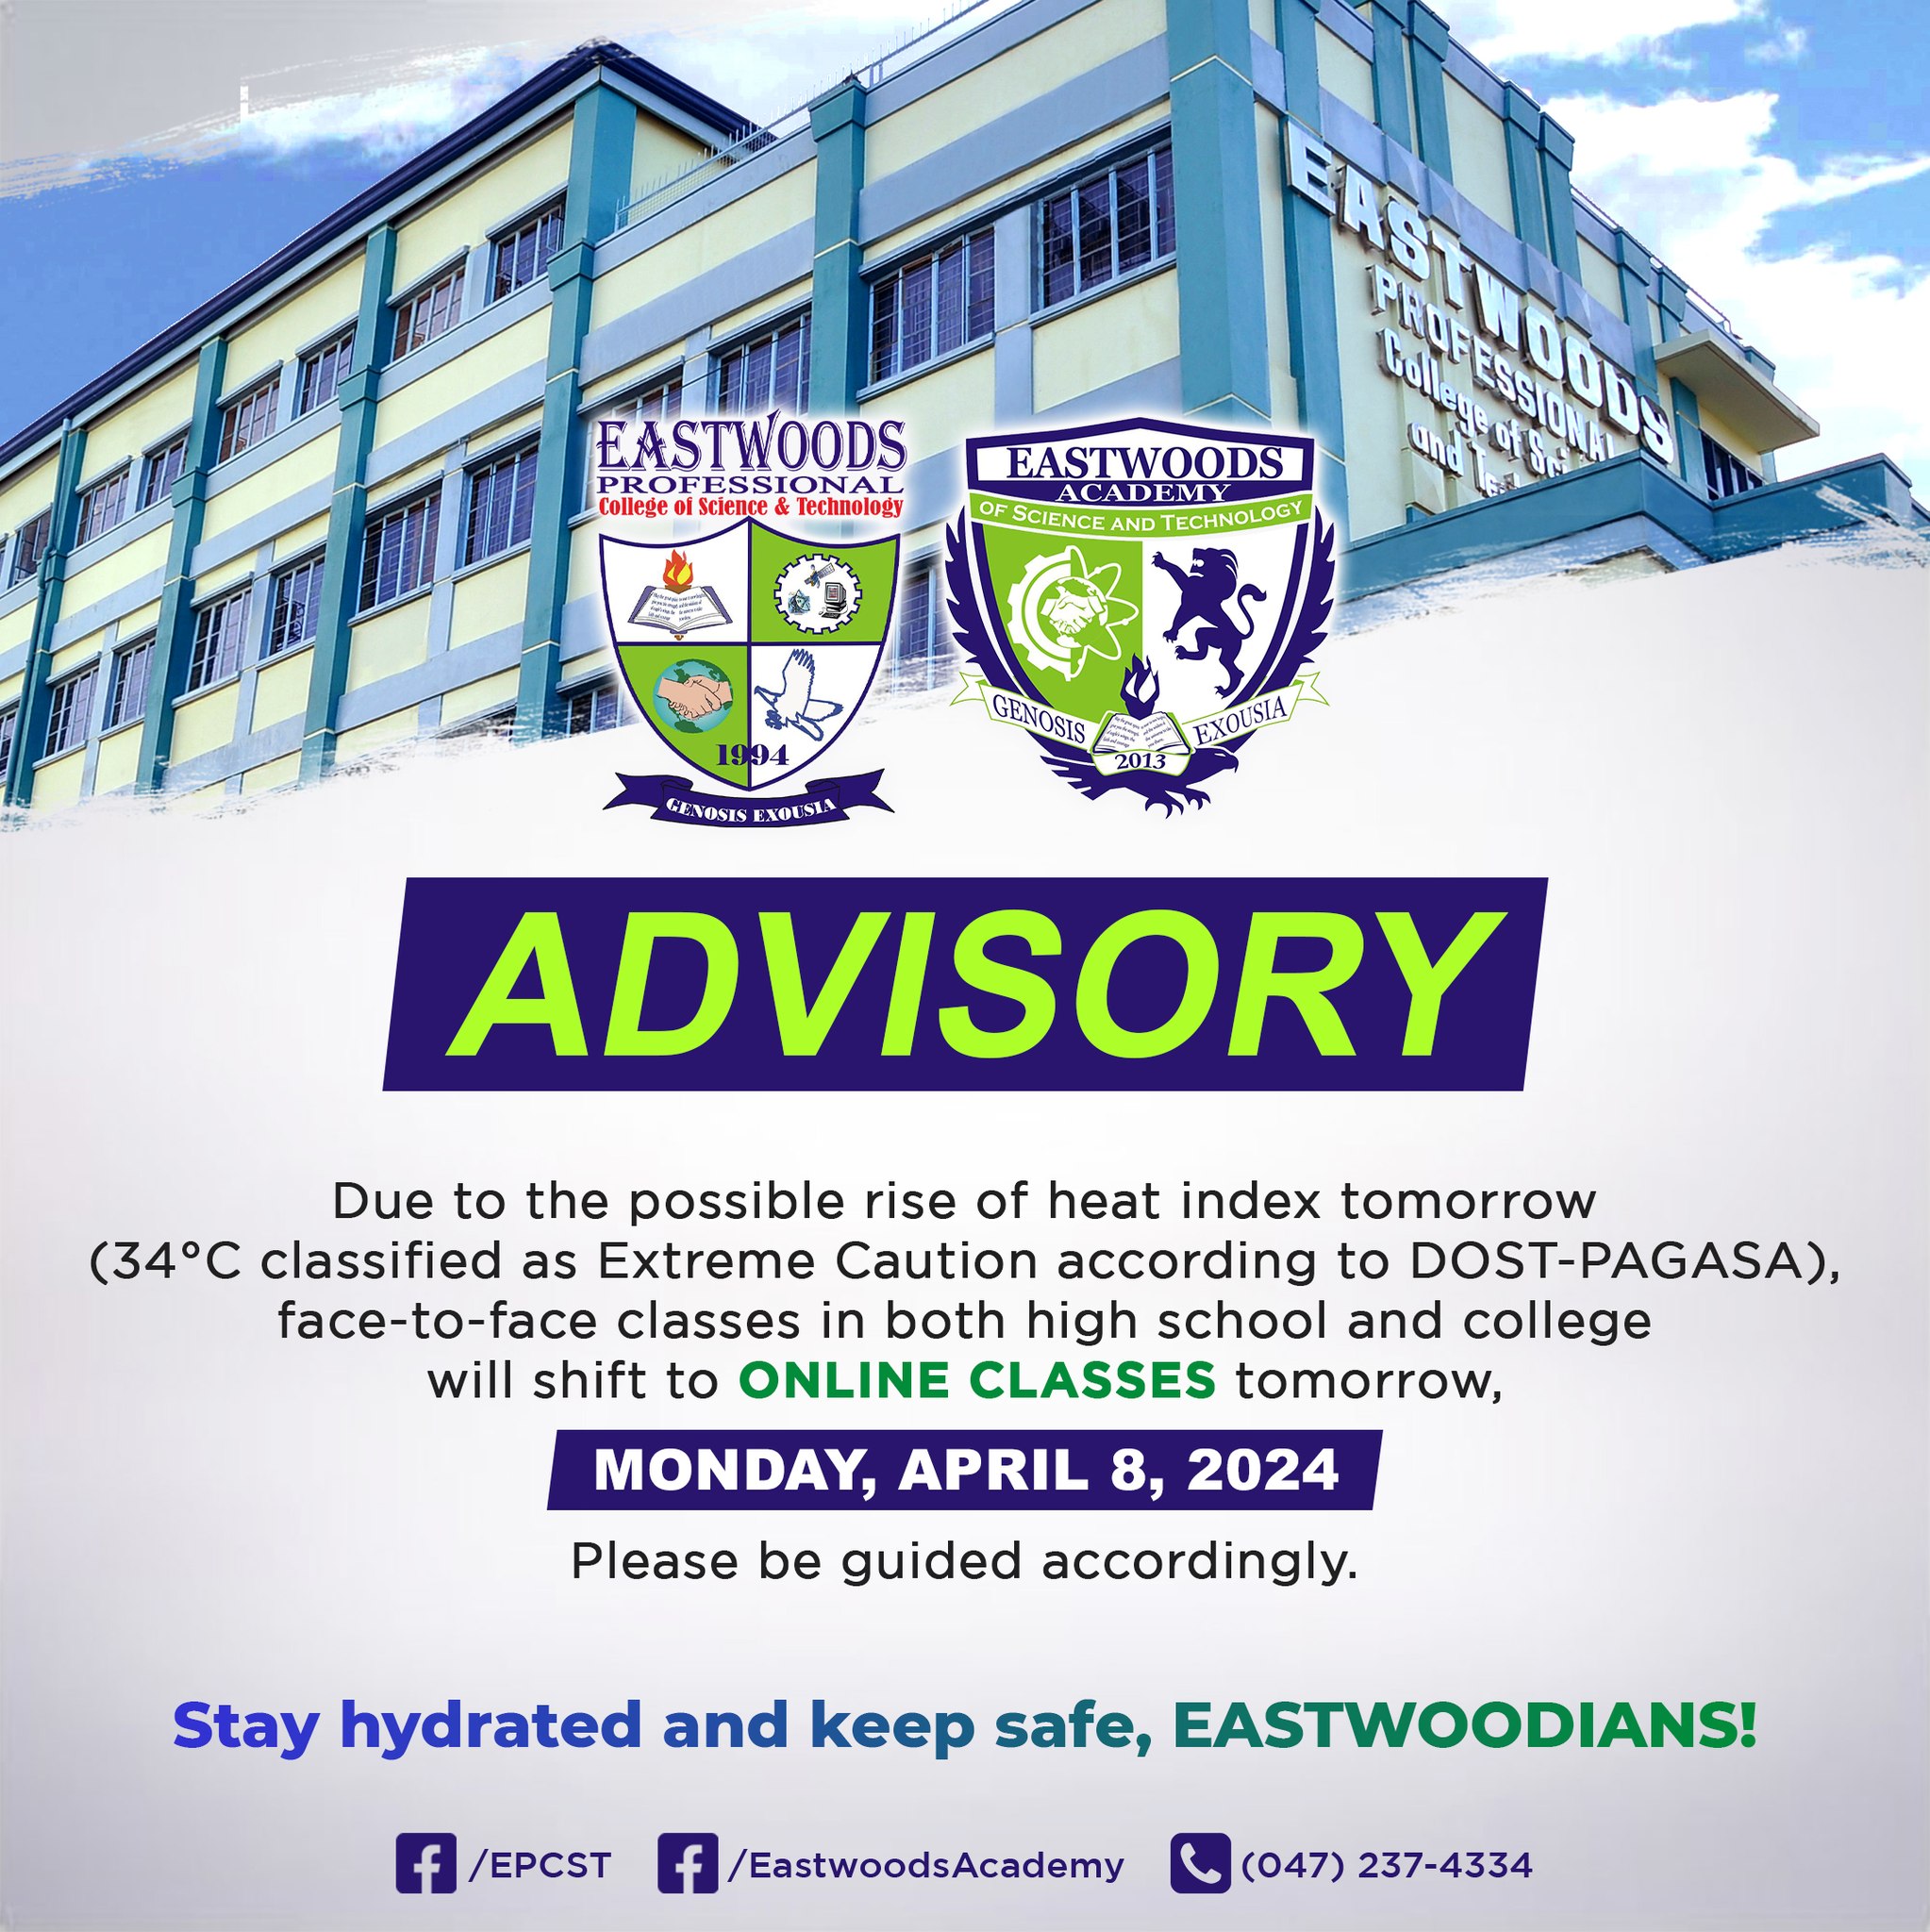 EASTWOODS
PROFESSIONAL
College of Sci
and
EASTWOODS
PROFESSIONAL
College of Science & Technology
1994
GENOSIS EXOUSIA
EASTWOODS
ACADEMY
OF SCIENCE AND TECHNOLOGY
GENOSIS EXOUSIA
2013
ADVISORY
Due to the possible rise of heat index tomorrow
(34°C classified as Extreme Caution according to DOST-PAGASA),
face-to-face classes in both high school and college
will shift to ONLINE CLASSES tomorrow,
MONDAY, APRIL 8, 2024
Please be guided accordingly.
Stay hydrated and keep safe, EASTWOODIANS!
/EPCST /EastwoodsAcademy (047) 237-4334